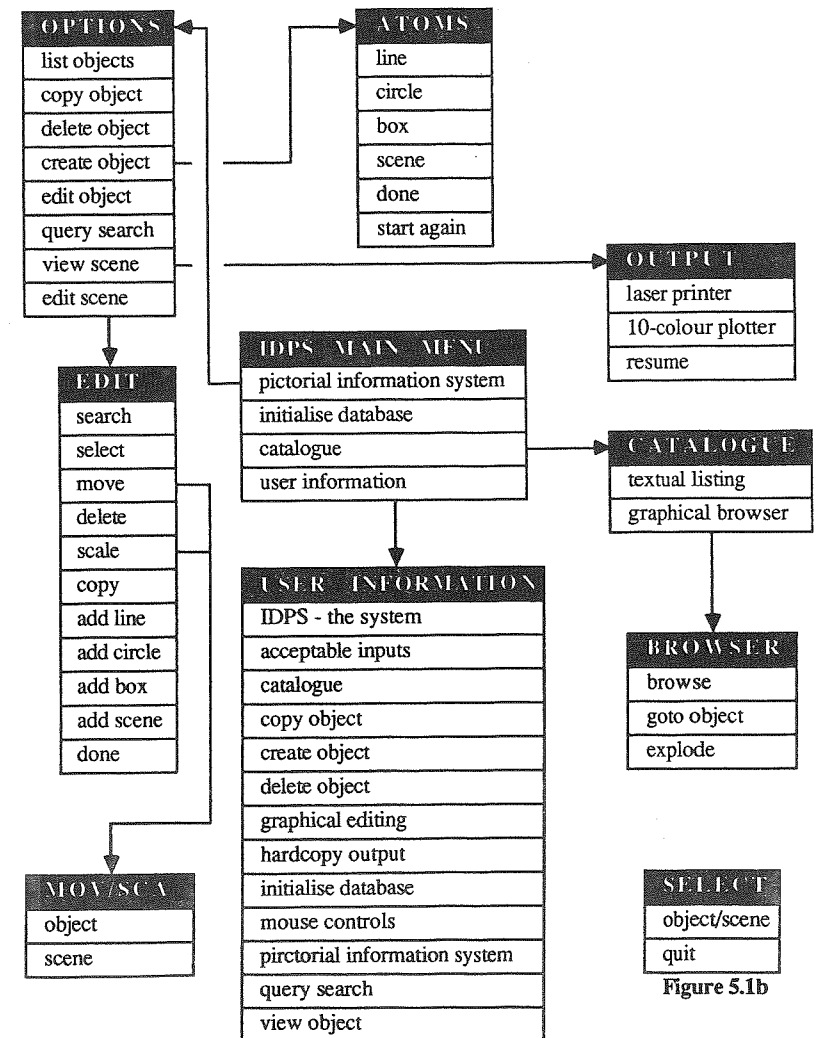 OPTIONS
list objects
copy object
delete object
create object
edit object
query search
view scene
edit scene
ATOMS
line
circle
box
scene
done
start again
OUTPUT
laser printer
10-colour plotter
resume
IDPS MAIN MENU
pictorial information system
initialise database
catalogue
user information
EDIT
search
select
move
delete
scale
copy
add line
add circle
add box
add scene
done
CATALOGUE
textual listing
graphical browser
USER INFORMATION
IDPS - the system
acceptable inputs
catalogue
copy object
create object
delete object
graphical editing
hardcopy output
initialise database
mouse controls
pirctorial information system
query search
view object
BROWSER
browse
goto object
explode
MOV/SCA
object
scene
SELECT
object/scene
quit
Figure 5.1b